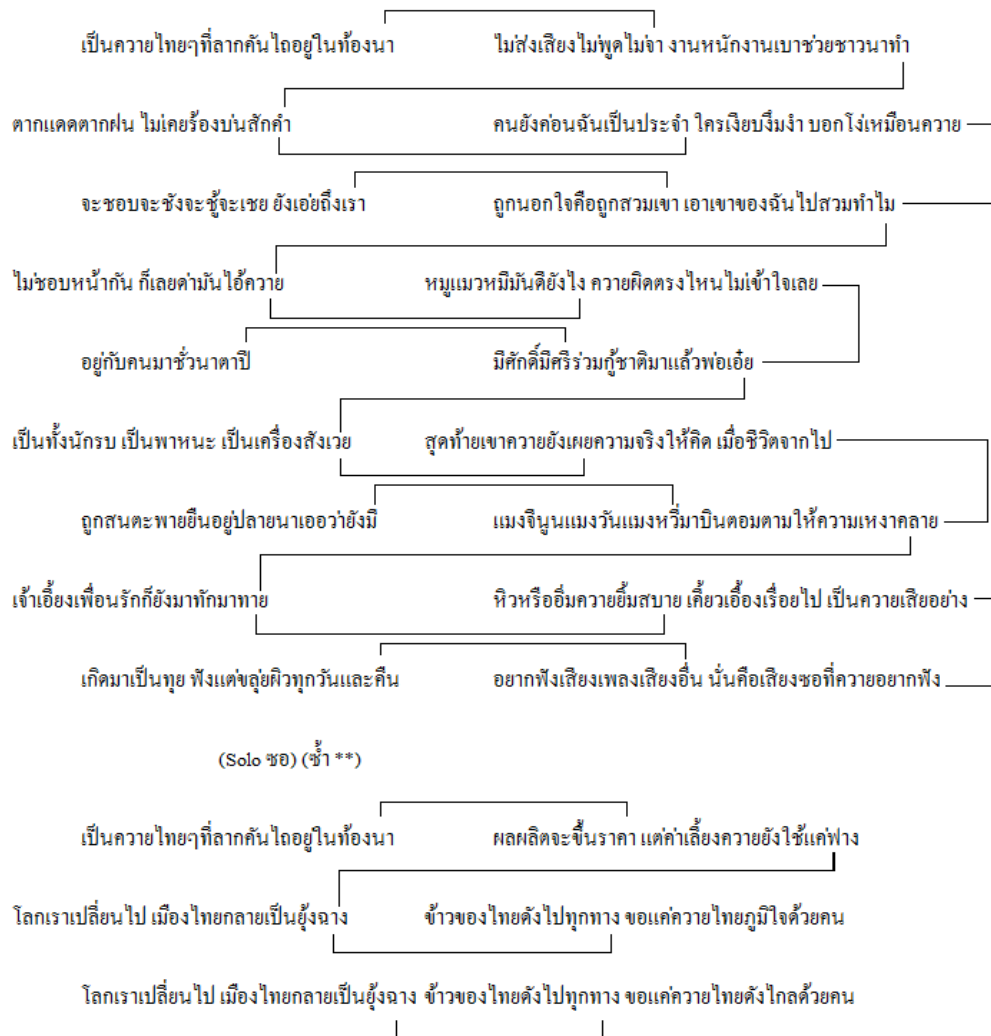 เป็นควายไทยๆที่ลากคันไถอยู่ในท้องนา ไม่ส่งเสียงไม่พูดไม่จา งานหนักงานเบาช่วยชาวนาทำ
ตากแดดตากฝน ไม่เคยร้องบ่นสักคำ คนยังค่อนฉันเป็นประจำ ใครเงียบงึมงำ บอกโง่เหมือนควาย
จะชอบจะชังจะชู้จะเชย ยังเอ่ยถึงเรา ถูกนอกใจคือถูกสวมเขา เอาเขาของฉันไปสวมทำไม
ไม่ชอบหน้ากัน ก็เลยด่ามันไอ้ควาย หมูแมวหมีมันดียังไง ควายผิดตรงไหนไม่เข้าใจเลย
อยู่กับคนมาชั่วนาตาปี มีศักดิ์มีศรีร่วมกู้ชาติมาแล้วพ่อเอ๋ย
เป็นทั้งนักรบ เป็นพาหนะ เป็นเครื่องสังเวย สุดท้ายเขาควายยังเผยความจริงให้คิด เมื่อชีวิตจากไป
ถูกสนตะพายยืนอยู่ปลายนาเออว่ายังมี แมงจีนูนแมงวันแมงหวี่มาบินตอมตามให้ความเหงาคลาย
เจ้าเอี้ยงเพื่อนรักก็ยังมาทักมาทาย หิวหรืออิ่มควายยิ้มสบาย เคี้ยวเอื้องเรื่อยไป เป็นควายเสียอย่าง
เกิดมาเป็นทุย ฟังแต่ขลุ่ยผิวทุกวันและคืน อยากฟังเสียงเพลงเสียงอื่น นั่นคือเสียงซอที่ควายอยากฟัง
(Solo ซอ) (ซ้ำ **)
เป็นควายไทยๆที่ลากคันไถอยู่ในท้องนา ผลผลิตจะขึ้นราคา แต่ค่าเลี้ยงควายยังใช้แค่ฟาง
โลกเราเปลี่ยนไป เมืองไทยกลายเป็นยุ้งฉาง ข้าวของไทยดังไปทุกทาง ขอแค่ควายไทยภูมิใจด้วยคน
โลกเราเปลี่ยนไป เมืองไทยกลายเป็นยุ้งฉาง ข้าวของไทยดังไปทุกทาง ขอแค่ควายไทยดังไกลด้วยคน